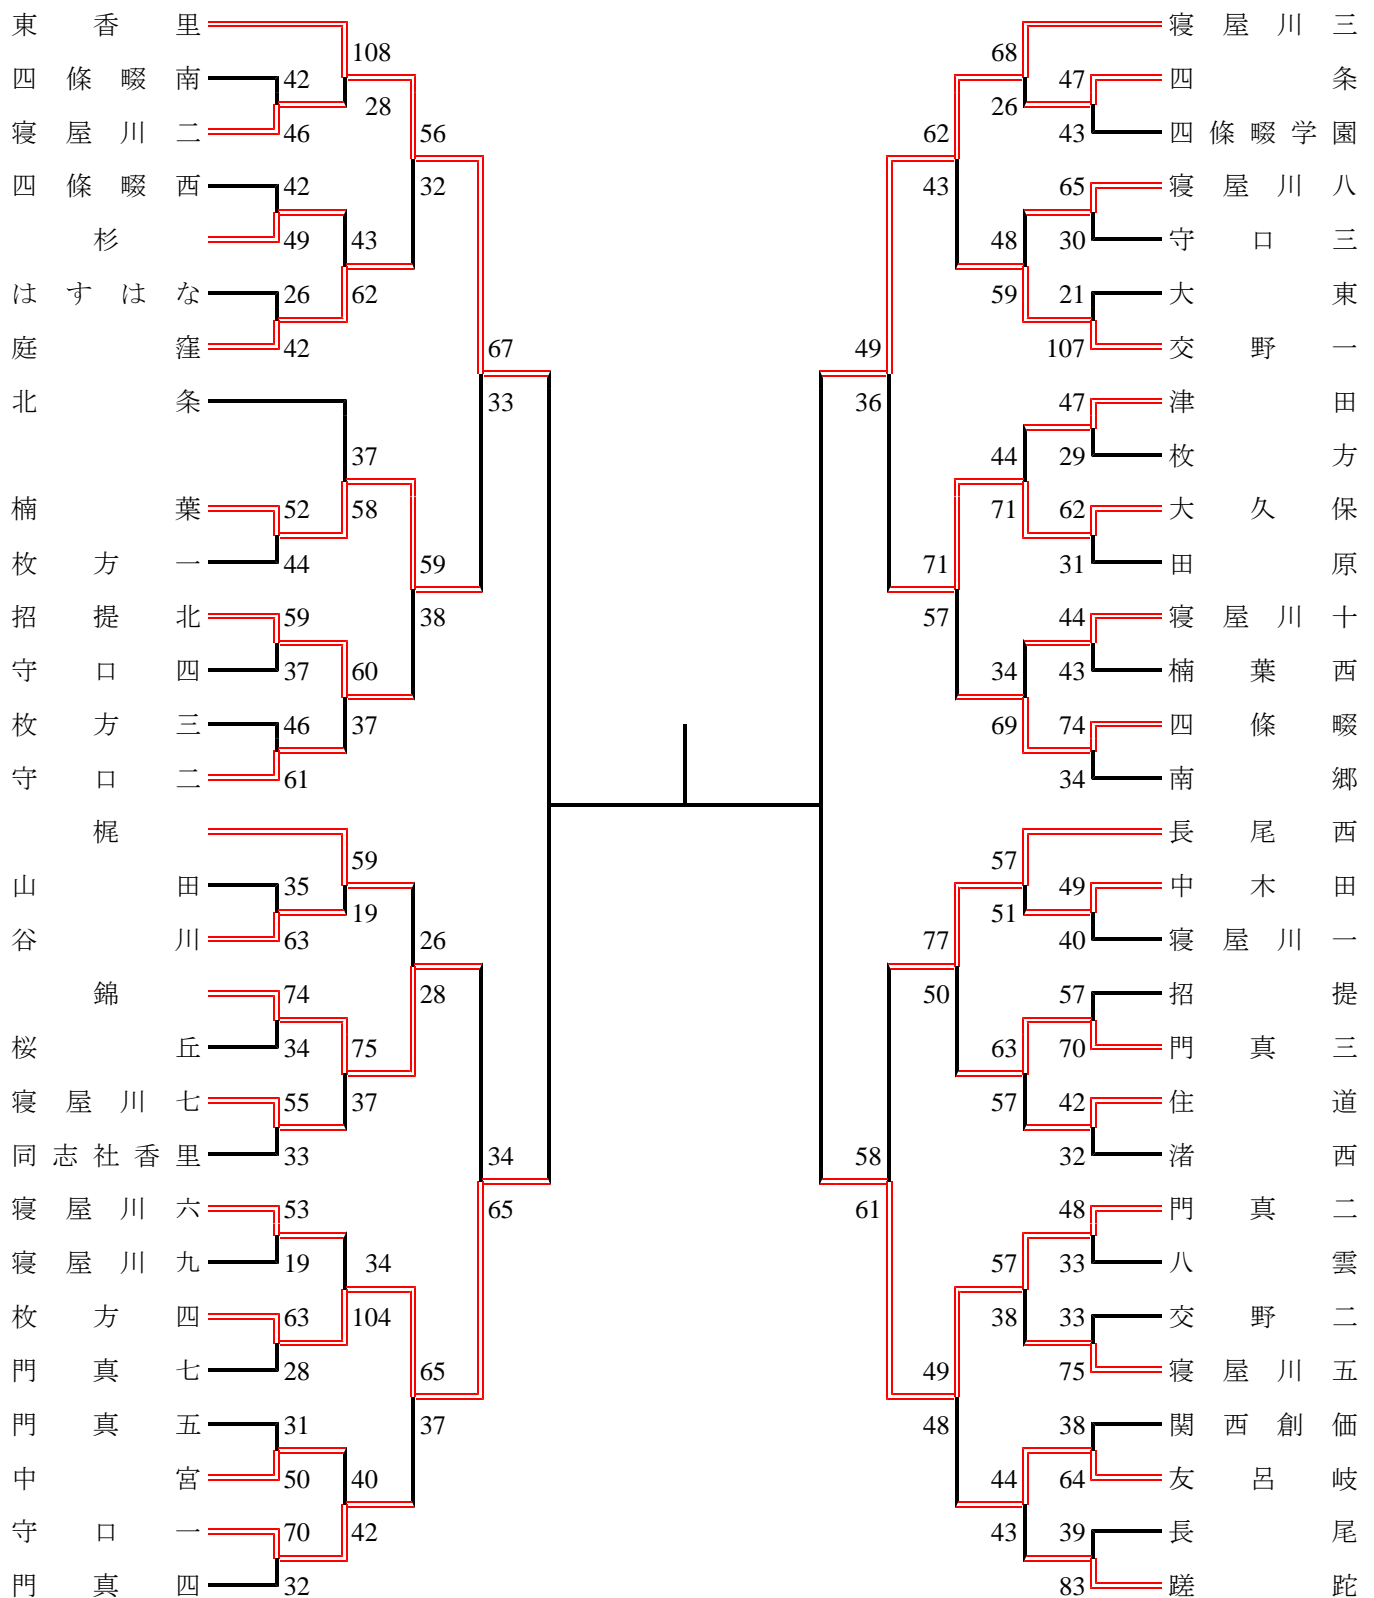 東香里 108 68 寝屋川三
四條畷南 42 47 四条
28 26
寝屋川二 46 56 62 43 四條畷学園
四條畷西 42 32 43 65 寝屋川八
杉 49 43 48 30 守口三
はすはな 26 62 59 21 大東
庭窪 42 67 49 107 交野一
北条 33 36 47 津田
37 44 29 枚方
楠葉 52 58 71 62 大久保
枚方一 44 59 71 31 田原
招提北 59 38 57 44 寝屋川十
守口四 37 60 34 43 楠葉西
枚方三 46 37 69 74 四條畷
守口二 61 34 南郷
梶 59 57 長尾西
山田 35 49 中木田
19 51
谷川 63 26 77 40 寝屋川一
錦 74 28 50 57 招提
桜丘 34 75 63 70 門真三
寝屋川七 55 37 57 42 住道
同志社香里 33 34 58 32 渚西
寝屋川六 53 65 61 48 門真二
寝屋川九 19 34 57 33 八雲
枚方四 63 104 38 33 交野二
門真七 28 65 49 75 寝屋川五
門真五 31 37 48 38 関西創価
中宮 50 40 44 64 友呂岐
守口一 70 42 43 39 長尾
門真四 32 83 蹉跎